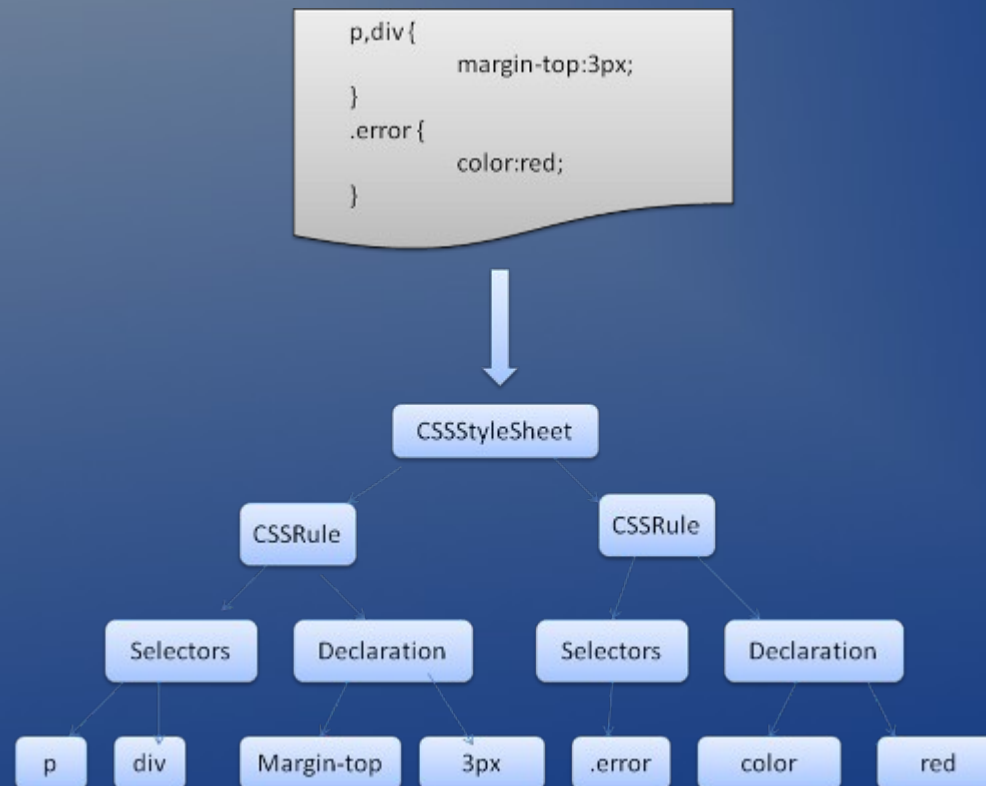 p,div {
margin-top:3px;
}
.error {
color:red;
}
CSSStyleSheet
CSSRule
CSSRule
Selectors
Declaration
Selectors
Declaration
p
div
Margin-top
3px
.error
color
red